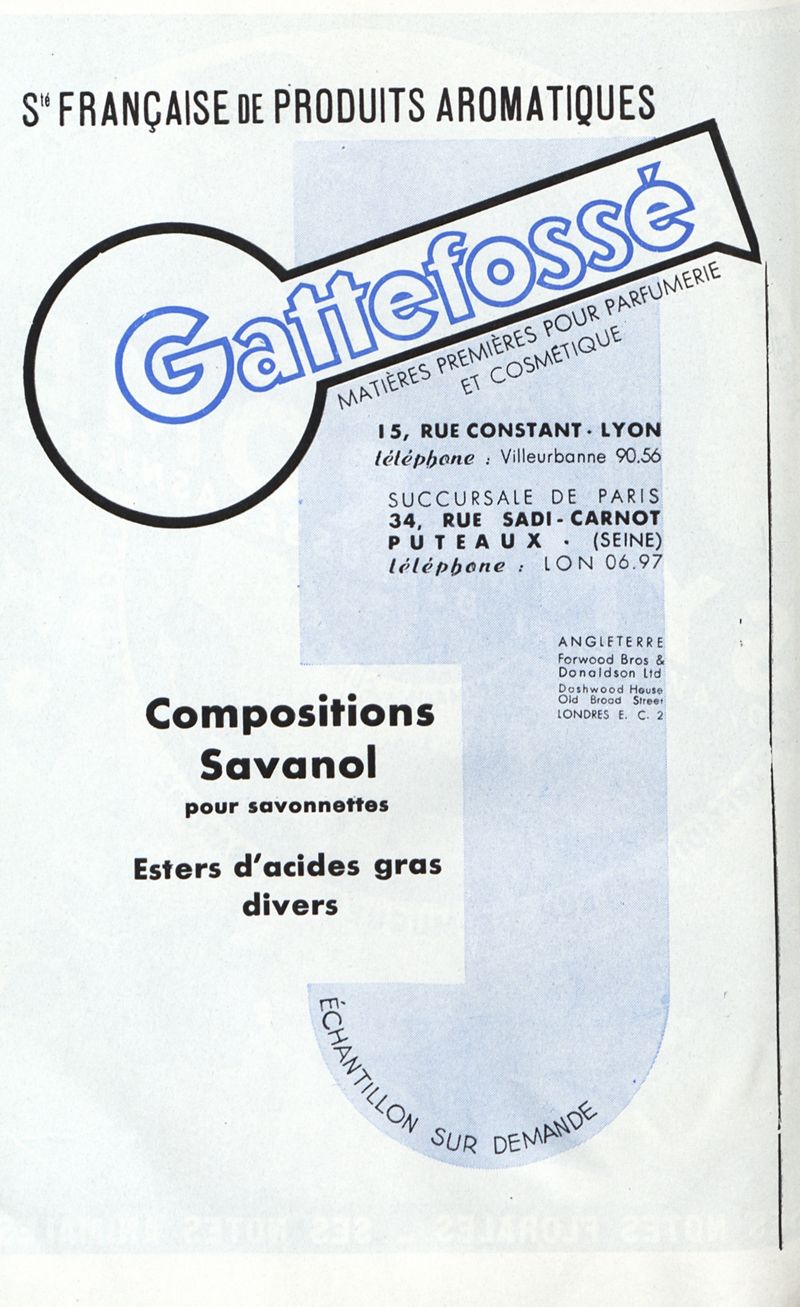 Sté FRANÇAISE DE PRODUITS AROMATIQUES
Gattefossé
MATIÈRES PREMIÈRES POUR PARFUMERIE
ET COSMÉTIQUE
15, RUE CONSTANT · LYON
téléphone : Villeurbanne 90.56
SUCCURSALE DE PARIS
34, RUE SADI-CARNOT
PUTEAUX · (SEINE)
téléphone : LON 06.97
ANGLETERRE
Forwood Bros &
Donaldson Ltd
Dashwood House
Old Broad Street
LONDRES E. C. 2
Compositions
Savanol
pour savonnettes
Esters d'acides gras
divers
ÉCHANTILLON SUR DEMANDE